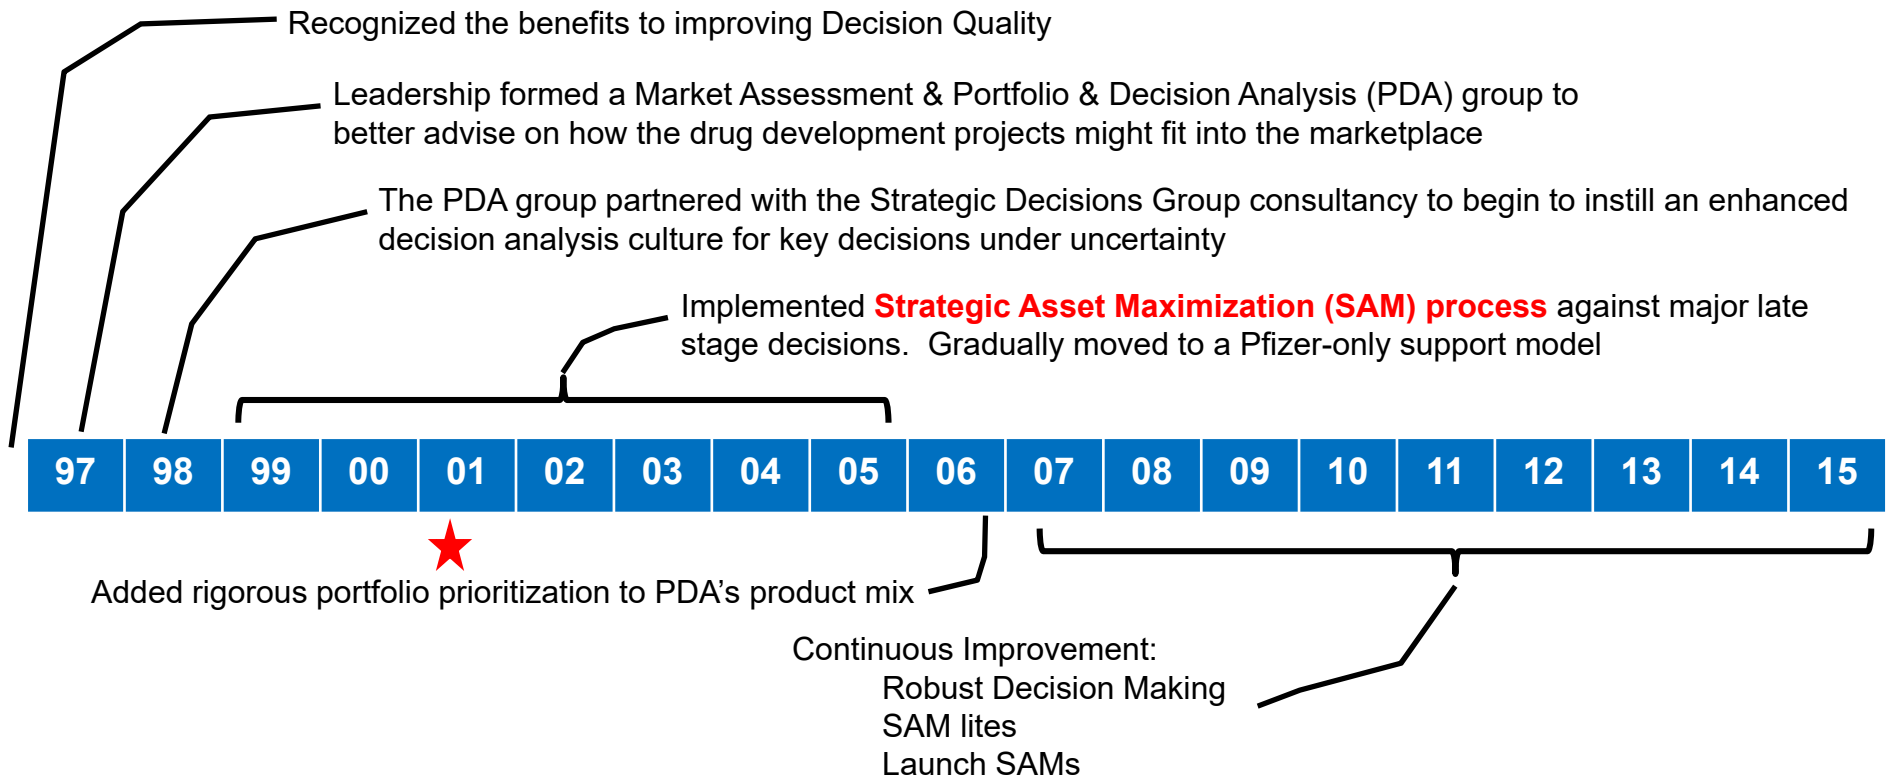 Recognized the benefits to improving Decision Quality
Leadership formed a Market Assessment & Portfolio & Decision Analysis (PDA) group to
better advise on how the drug development projects might fit into the marketplace
The PDA group partnered with the Strategic Decisions Group consultancy to begin to instill an enhanced
decision analysis culture for key decisions under uncertainty
Implemented Strategic Asset Maximization (SAM) process against major late
stage decisions.  Gradually moved to a Pfizer-only support model
97 98 99 00 01 02 03 04 05 06 07 08 09 10 11 12 13 14 15
Added rigorous portfolio prioritization to PDA’s product mix
Continuous Improvement:
Robust Decision Making
SAM lites
Launch SAMs